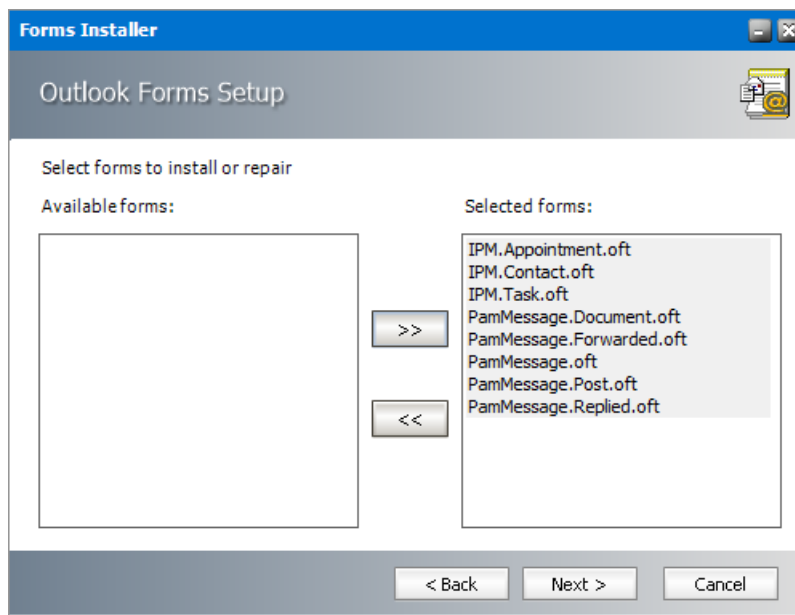 Forms Installer
Outlook Forms Setup
Select forms to install or repair
Available forms:
Selected forms:
IPM.Appointment.oft
IPM.Contact.oft
IPM.Task.oft
PamMessage.Document.oft
PamMessage.Forwarded.oft
PamMessage.oft
PamMessage.Post.oft
PamMessage.Replied.oft
>>
<<
< Back
Next >
Cancel